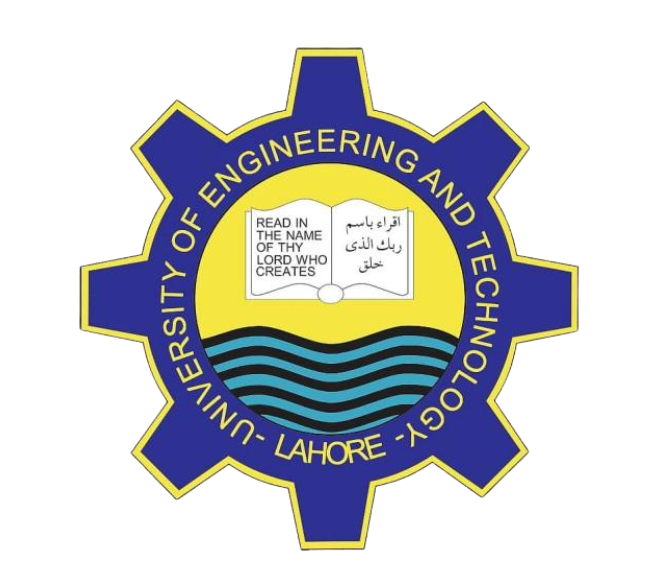 UNIVERSITY OF ENGINEERING AND TECHNOLOGY
- LAHORE -
READ IN
THE NAME
OF THY
LORD WHO
CREATES
اقراء باسم
ربك الذى
خلق